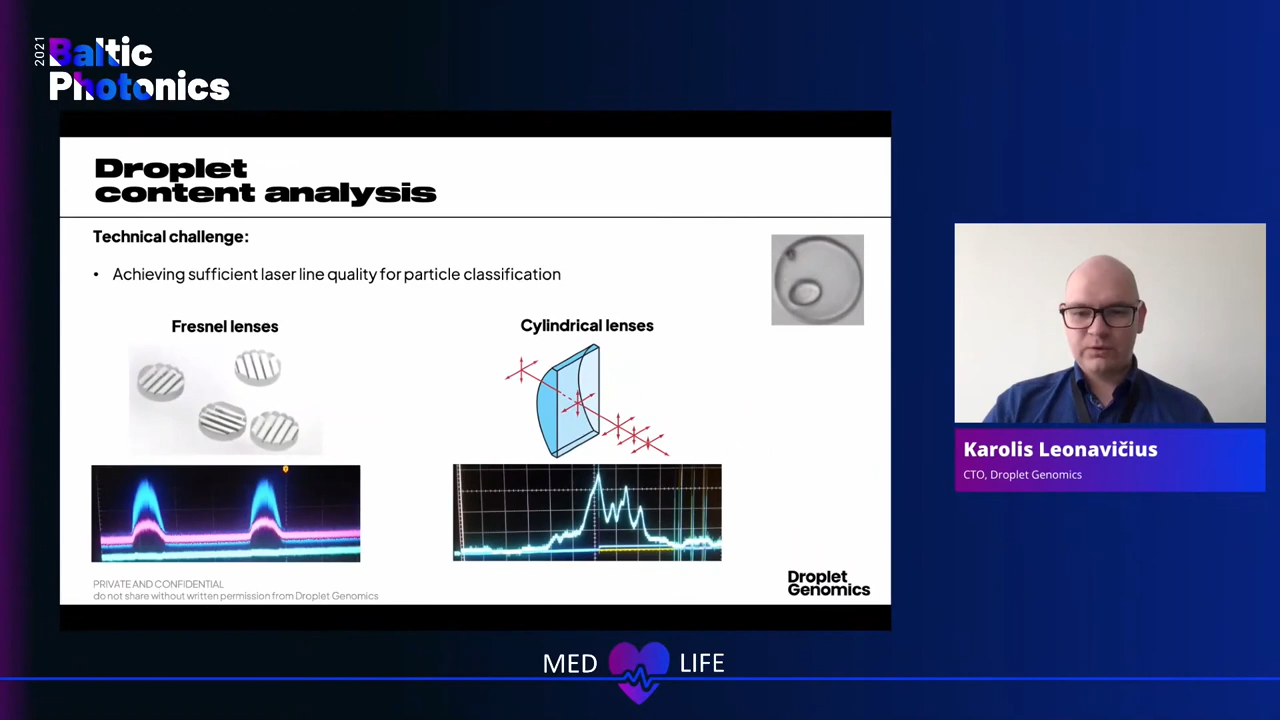 2021
Baltic
Photonics
Droplet
content analysis
Technical challenge:
• Achieving sufficient laser line quality for particle classification
Fresnel lenses
Cylindrical lenses
PRIVATE AND CONFIDENTIAL
do not share without written permission from Droplet Genomics
Droplet
Genomics
Karolis Leonavičius
CTO, Droplet Genomics
MED LIFE